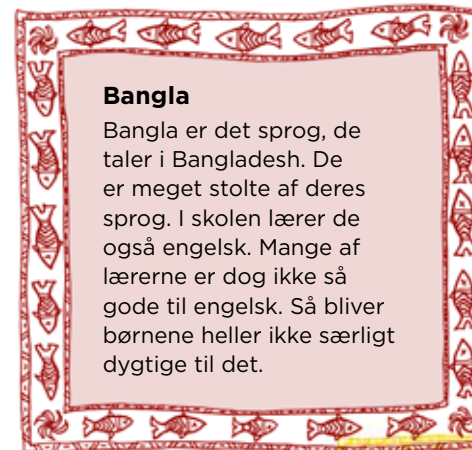 Bangla
Bangla er det sprog, de
taler i Bangladesh. De
er meget stolte af deres
sprog. I skolen lærer de
også engelsk. Mange af
lærerne er dog ikke så
gode til engelsk. Så bliver
børnene heller ikke særligt
dygtige til det.